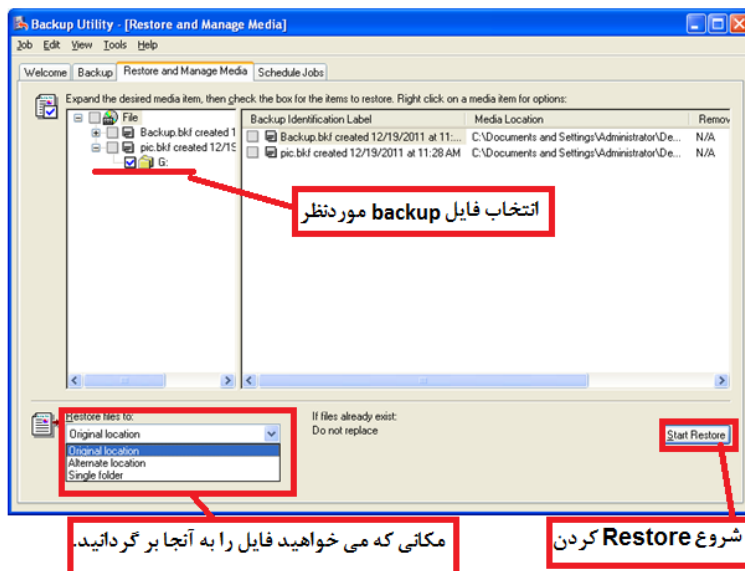 Backup Utility - [Restore and Manage Media]
Job Edit View Tools Help
Welcome Backup Restore and Manage Media Schedule Jobs
Expand the desired media item, then check the box for the items to restore. Right click on a media item for options:
File
Backup.bkf created 1
pic.bkf created 12/19
G:
Backup Identification Label Media Location Remov
Backup.bkf created 12/19/2011 at 11:... C:\Documents and Settings\Administrator\De... N/A
pic.bkf created 12/19/2011 at 11:28 AM C:\Documents and Settings\Administrator\De... N/A
انتخاب فایل backup موردنظر
Restore files to:
Original location
Original location
Alternate location
Single folder
If files already exist:
Do not replace
Start Restore
مکانی که می خواهید فایل را به آنجا بر گردانید.
شروع Restore کردن